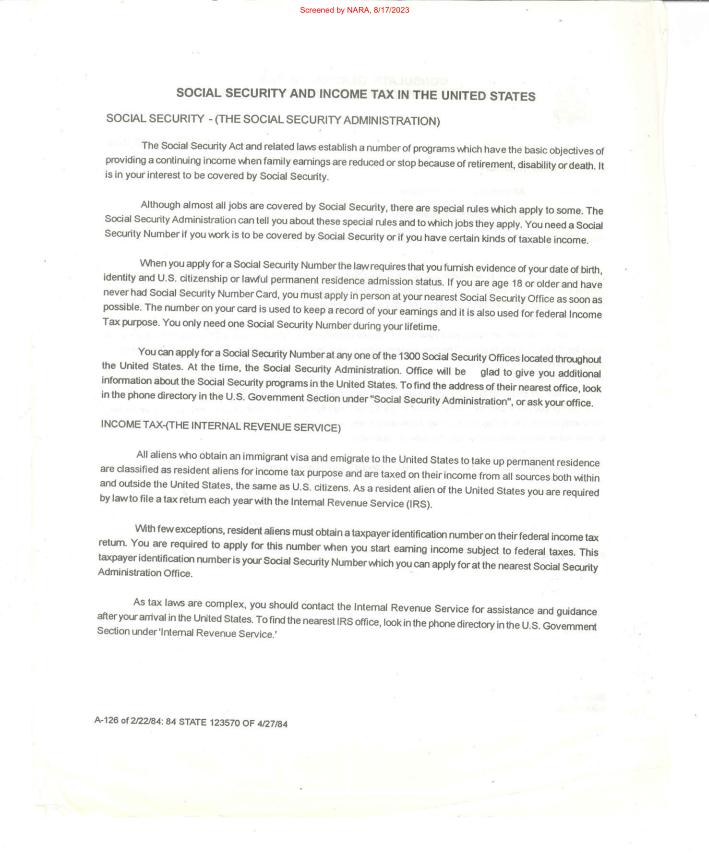 Screened by NARA, 8/17/2023
SOCIAL SECURITY AND INCOME TAX IN THE UNITED STATES
SOCIAL SECURITY - (THE SOCIAL SECURITY ADMINISTRATION)
The Social Security Act and related laws establish a number of programs which have the basic objectives of
providing a continuing income when family earnings are reduced or stop because of retirement, disability or death. It
is in your interest to be covered by Social Security.
Although almost all jobs are covered by Social Security, there are special rules which apply to some. The
Social Security Administration can tell you about these special rules and to which jobs they apply. You need a Social
Security Number if you work is to be covered by Social Security or if you have certain kinds of taxable income.
When you apply for a Social Security Number the law requires that you furnish evidence of your date of birth,
identity and U.S. citizenship or lawful permanent residence admission status. If you are age 18 or older and have
never had Social Security Number Card, you must apply in person at your nearest Social Security Office as soon as
possible. The number on your card is used to keep a record of your earnings and it is also used for federal Income
Tax purpose. You only need one Social Security Number during your lifetime.
You can apply for a Social Security Number at any one of the 1300 Social Security Offices located throughout
the United States. At the time, the Social Security Administration. Office will be glad to give you additional
information about the Social Security programs in the United States. To find the address of their nearest office, look
in the phone directory in the U.S. Government Section under "Social Security Administration", or ask your office.
INCOME TAX-(THE INTERNAL REVENUE SERVICE)
All aliens who obtain an immigrant visa and emigrate to the United States to take up permanent residence
are classified as resident aliens for income tax purpose and are taxed on their income from all sources both within
and outside the United States, the same as U.S. citizens. As a resident alien of the United States you are required
by law to file a tax return each year with the Internal Revenue Service (IRS).
With few exceptions, resident aliens must obtain a taxpayer identification number on their federal income tax
return. You are required to apply for this number when you start earning income subject to federal taxes. This
taxpayer identification number is your Social Security Number which you can apply for at the nearest Social Security
Administration Office.
As tax laws are complex, you should contact the Internal Revenue Service for assistance and guidance
after your arrival in the United States. To find the nearest IRS office, look in the phone directory in the U.S. Government
Section under 'Internal Revenue Service.'
A-126 of 2/22/84: 84 STATE 123570 OF 4/27/84